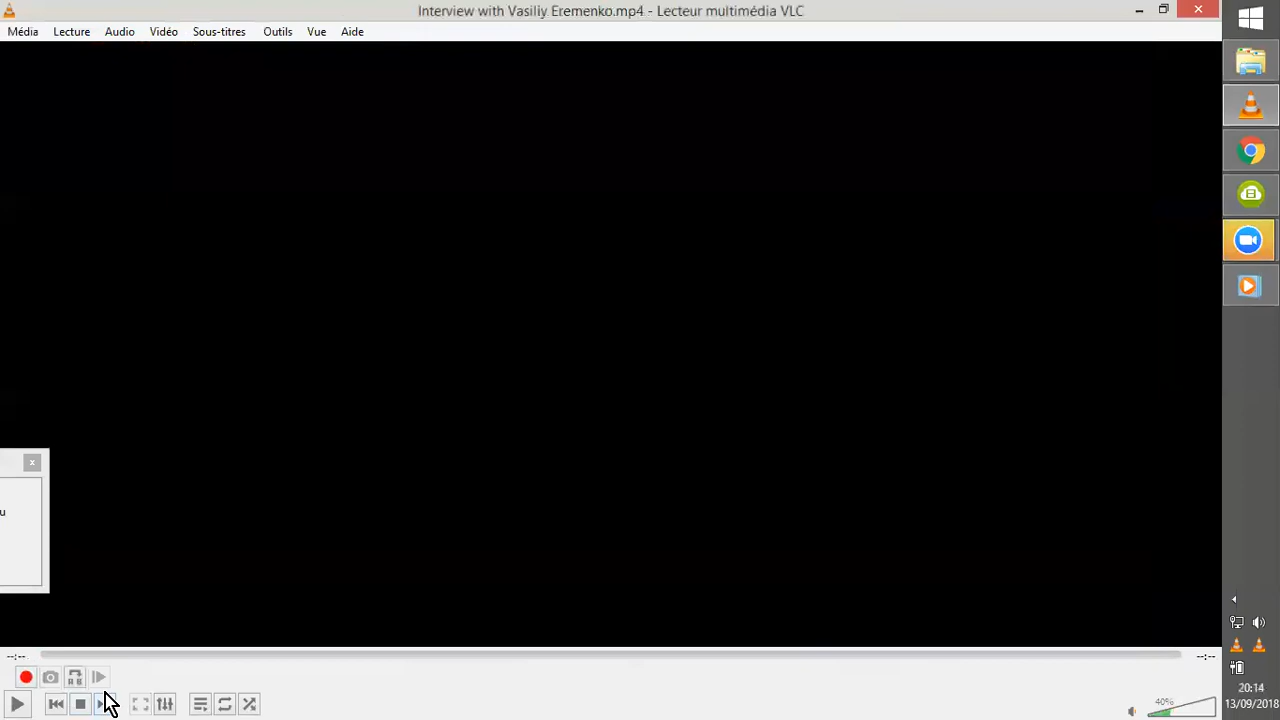 Interview with Vasiliy Eremenko.mp4 - Lecteur multimédia VLC
Média Lecture Audio Vidéo Sous-titres Outils Vue Aide
x
u
--:-- --:--
A B
40%
20:14
13/09/2018